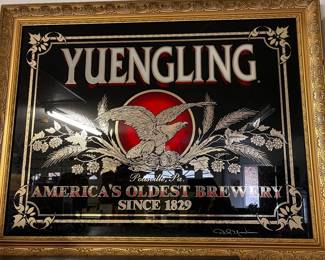 YUENGLING
Pottsville, Pa.
AMERICA'S OLDEST BREWERY
SINCE 1829